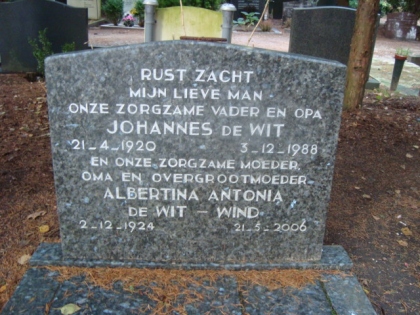 RUST ZACHT
MIJN LIEVE MAN
ONZE ZORGZAME VADER EN OPA
JOHANNES DE WIT
21-4-1920 3-12-1988
EN ONZE ZORGZAME MOEDER,
OMA EN OVERGROOTMOEDER
ALBERTINA ANTONIA
DE WIT - WIND
2-12-1924 21-5-2006